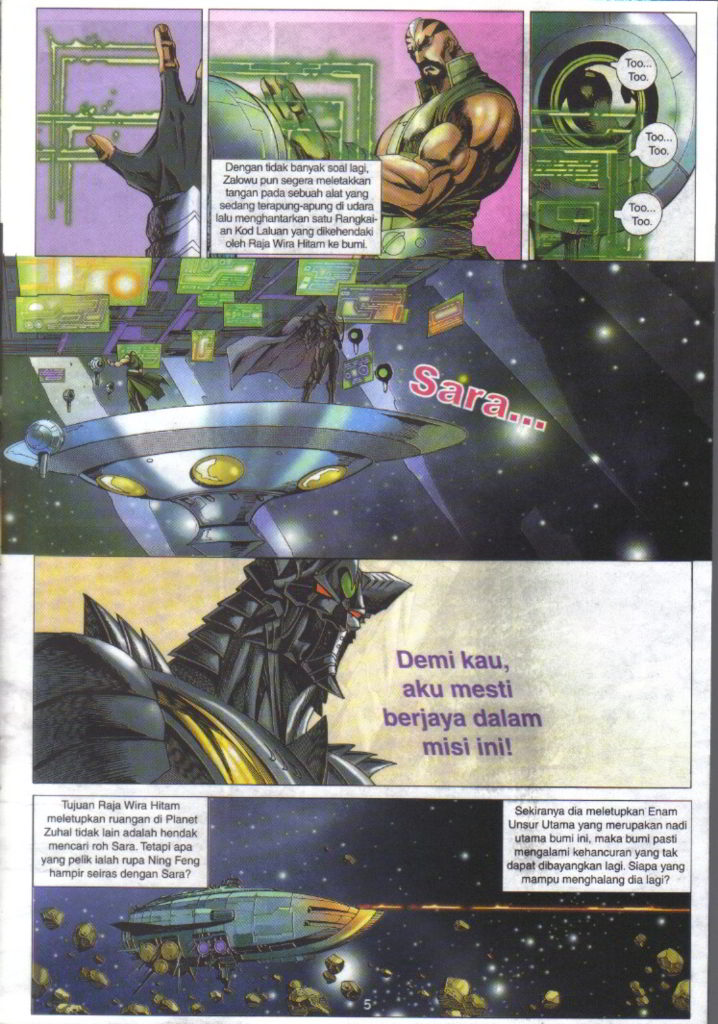 Too...
Too.
Too...
Too.
Too...
Too.
Dengan tidak banyak soal lagi,
Zalowu pun segera meletakkan
tangan pada sebuah alat yang
sedang terapung-apung di udara
lalu menghantarkan satu Rangkai-
an Kod Laluan yang dikehendaki
oleh Raja Wira Hitam ke bumi.
Sara...
Demi kau,
aku mesti
berjaya dalam
misi ini!
Tujuan Raja Wira Hitam
meletupkan ruangan di Planet
Zuhal tidak lain adalah hendak
mencari roh Sara. Tetapi apa
yang pelik ialah rupa Ning Feng
hampir seiras dengan Sara?
Sekiranya dia meletupkan Enam
Unsur Utama yang merupakan nadi
utama bumi ini, maka bumi pasti
mengalami kehancuran yang tak
dapat dibayangkan lagi. Siapa yang
mampu menghalang dia lagi?
5